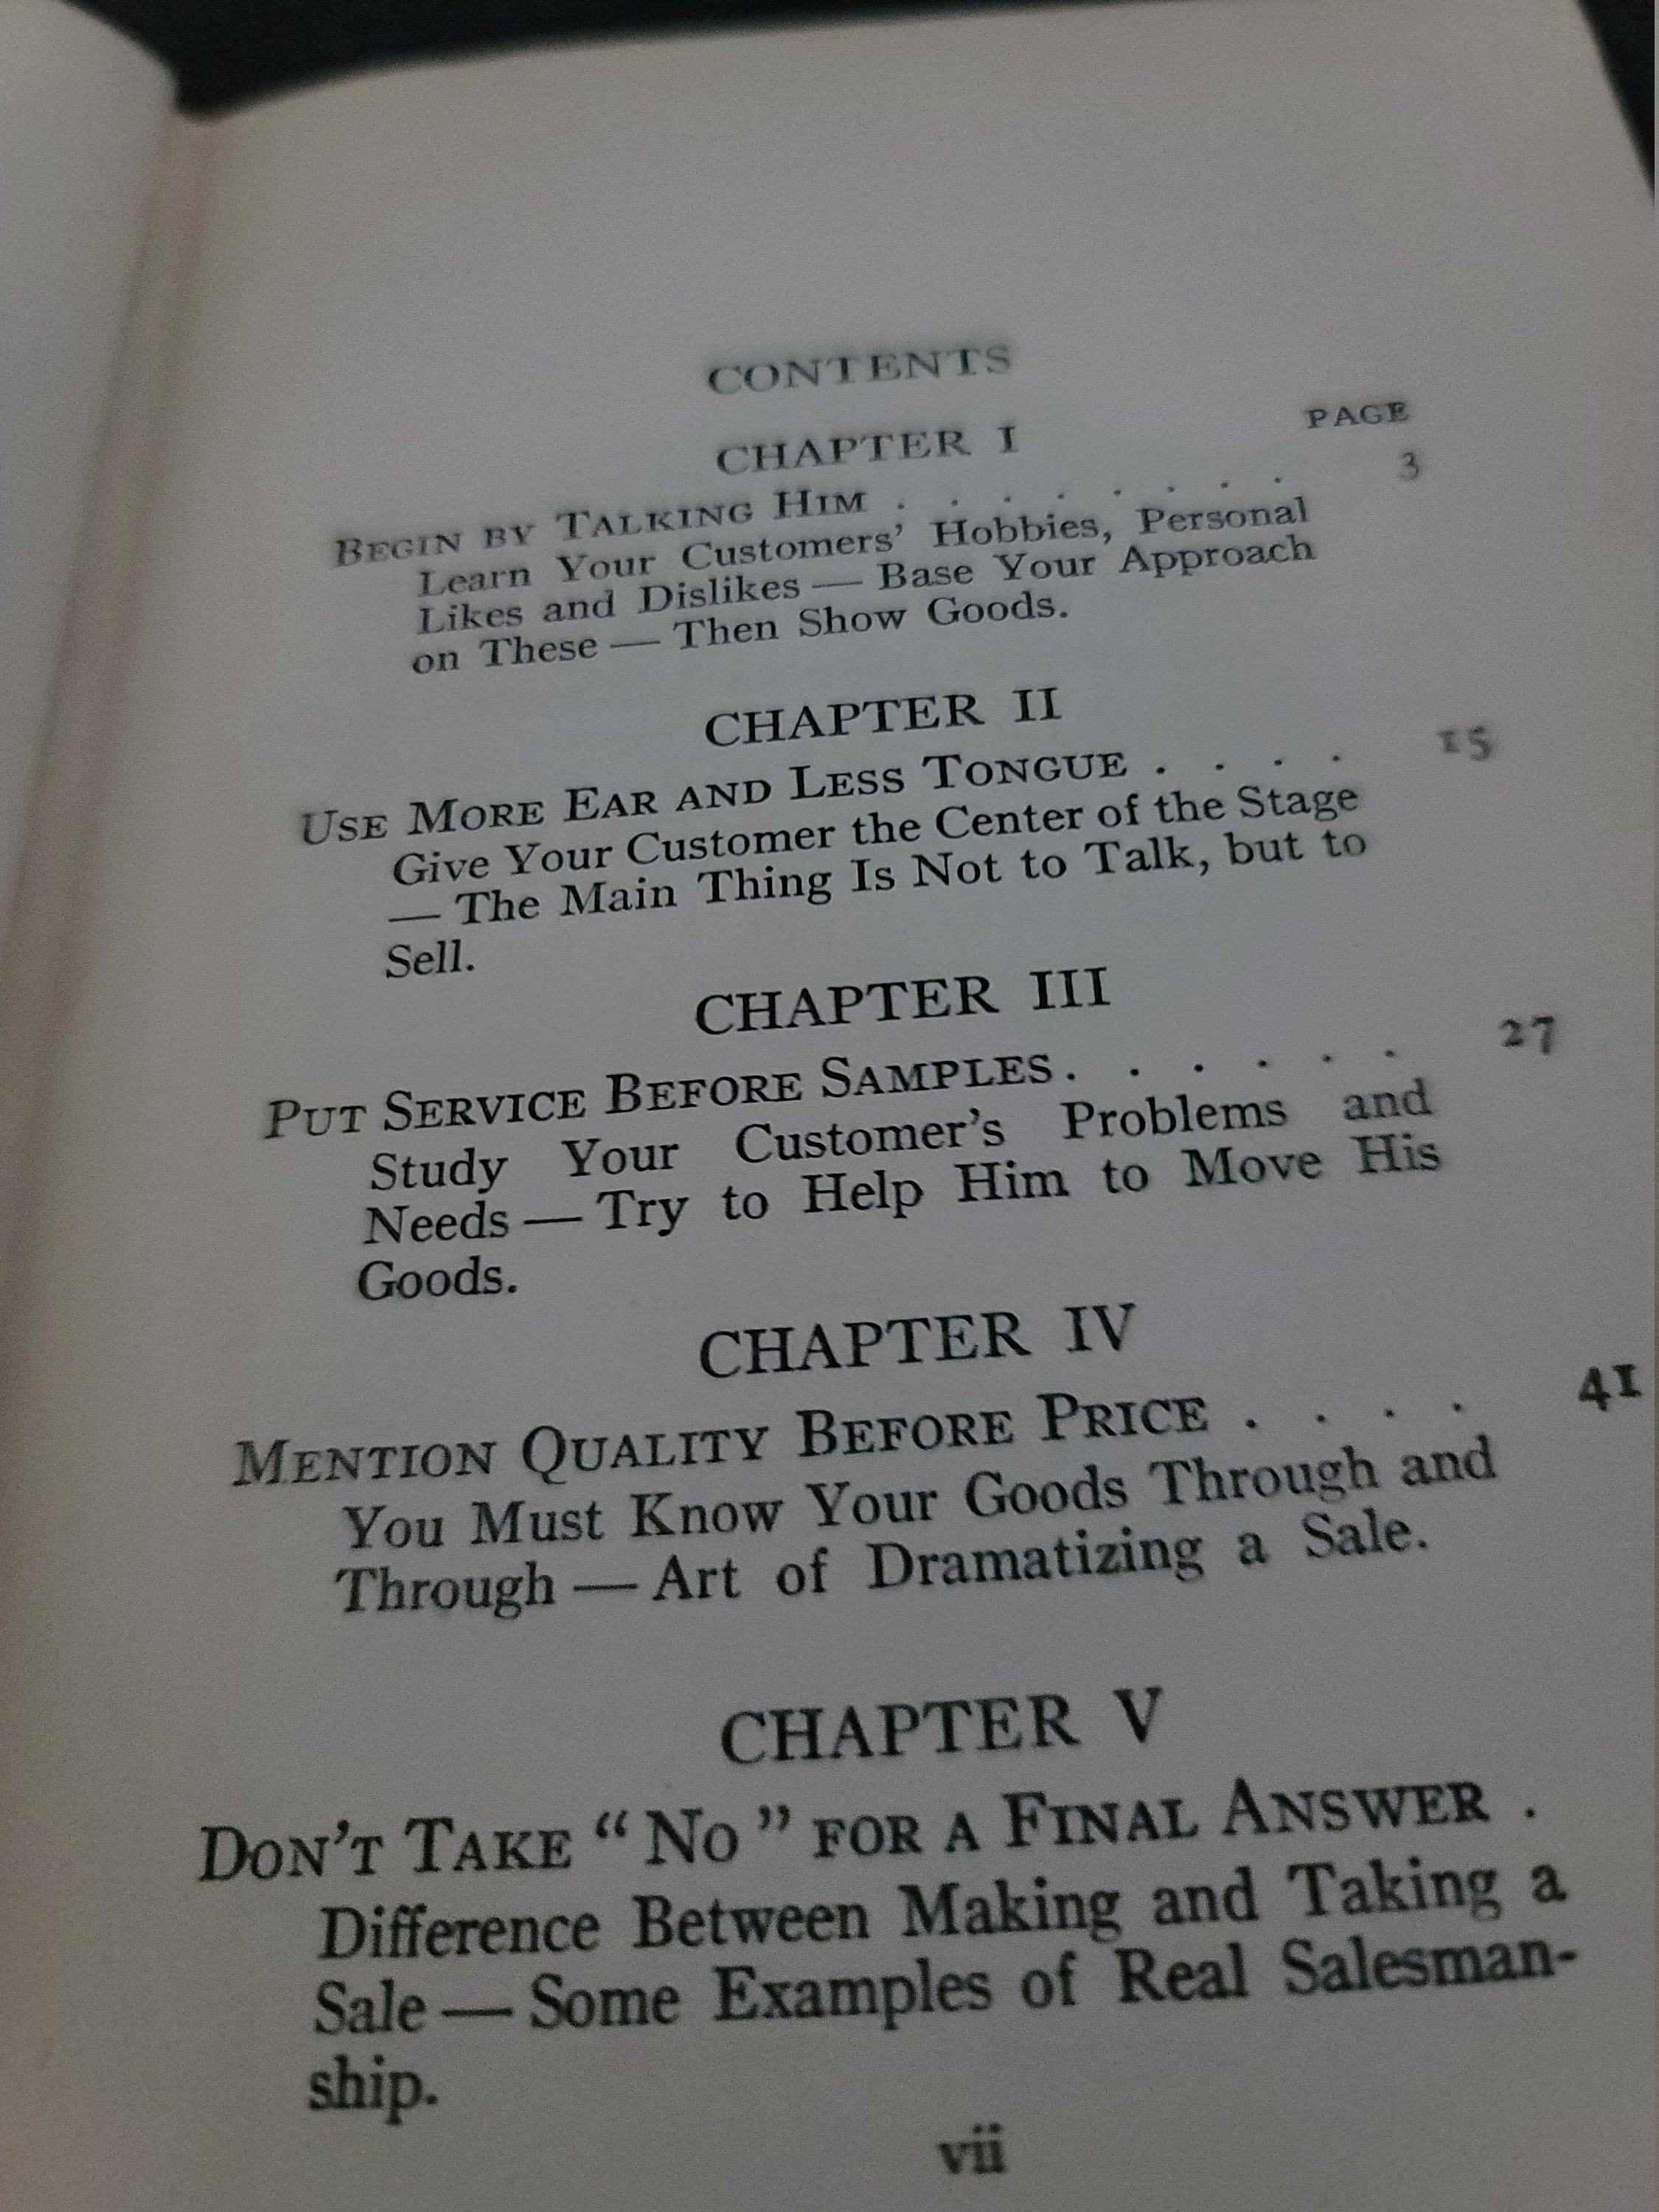 CONTENTS
CHAPTER I
PAGE
BEGIN BY TALKING HIM . . . . . . . . 3
Learn Your Customers' Hobbies, Personal
Likes and Dislikes — Base Your Approach
on These — Then Show Goods.
CHAPTER II
USE MORE EAR AND LESS TONGUE . . . . 15
Give Your Customer the Center of the Stage
— The Main Thing Is Not to Talk, but to
Sell.
CHAPTER III
PUT SERVICE BEFORE SAMPLES . . . . . . 27
Study Your Customer's Problems and
Needs — Try to Help Him to Move His
Goods.
CHAPTER IV
MENTION QUALITY BEFORE PRICE . . . . 41
You Must Know Your Goods Through and
Through — Art of Dramatizing a Sale.
CHAPTER V
DON'T TAKE “ NO ” FOR A FINAL ANSWER .
Difference Between Making and Taking a
Sale — Some Examples of Real Salesman-
ship.
vii